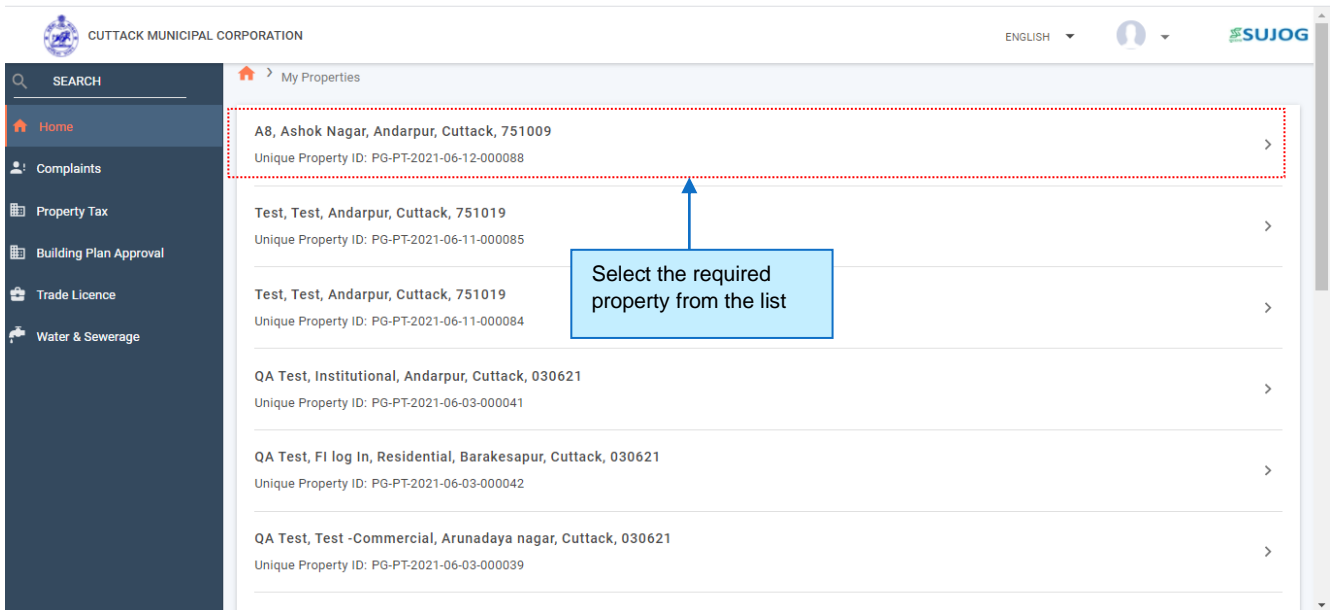 CUTTACK MUNICIPAL CORPORATION
ENGLISH
SUJOG
SEARCH
My Properties
Home
Complaints
Property Tax
Building Plan Approval
Trade Licence
Water & Sewerage
A8, Ashok Nagar, Andarpur, Cuttack, 751009
Unique Property ID: PG-PT-2021-06-12-000088
Test, Test, Andarpur, Cuttack, 751019
Unique Property ID: PG-PT-2021-06-11-000085
Select the required
property from the list
Test, Test, Andarpur, Cuttack, 751019
Unique Property ID: PG-PT-2021-06-11-000084
QA Test, Institutional, Andarpur, Cuttack, 030621
Unique Property ID: PG-PT-2021-06-03-000041
QA Test, FI log In, Residential, Barakesapur, Cuttack, 030621
Unique Property ID: PG-PT-2021-06-03-000042
QA Test, Test -Commercial, Arunadaya nagar, Cuttack, 030621
Unique Property ID: PG-PT-2021-06-03-000039